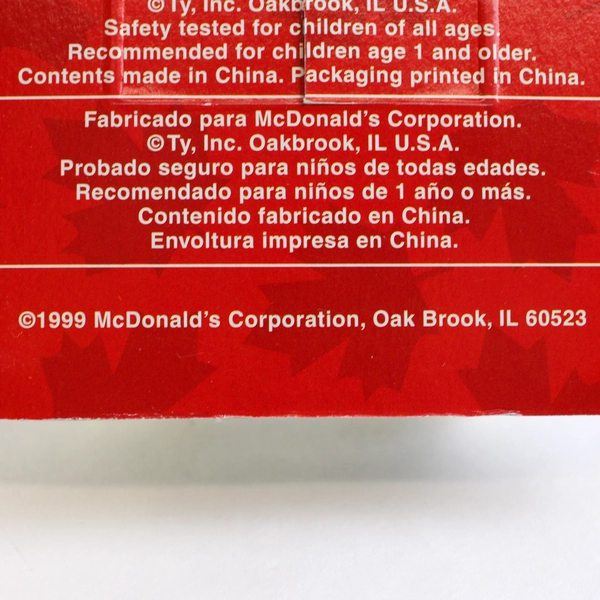 © Ty, Inc. Oakbrook, IL U.S.A.
Safety tested for children of all ages.
Recommended for children age 1 and older.
Contents made in China. Packaging printed in China.
Fabricado para McDonald's Corporation.
© Ty, Inc. Oakbrook, IL U.S.A.
Probado seguro para niños de todas edades.
Recomendado para niños de 1 año o más.
Contenido fabricado en China.
Envoltura impresa en China.
©1999 McDonald's Corporation, Oak Brook, IL 60523